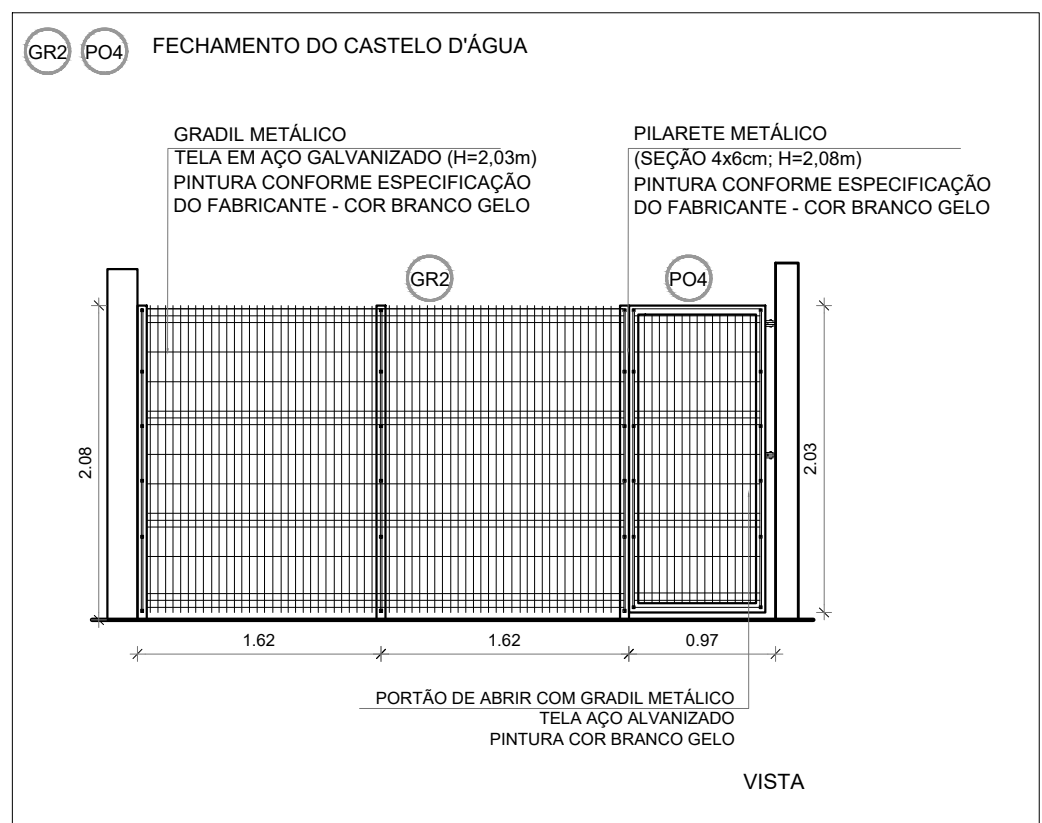 GR2 PO4 FECHAMENTO DO CASTELO D'ÁGUA
GRADIL METÁLICO
TELA EM AÇO GALVANIZADO (H=2,03m)
PINTURA CONFORME ESPECIFICAÇÃO
DO FABRICANTE - COR BRANCO GELO
PILARETE METÁLICO
(SEÇÃO 4x6cm; H=2,08m)
PINTURA CONFORME ESPECIFICAÇÃO
DO FABRICANTE - COR BRANCO GELO
GR2
PO4
2.08
2.03
1.62
1.62
0.97
PORTÃO DE ABRIR COM GRADIL METÁLICO
TELA AÇO ALVANIZADO
PINTURA COR BRANCO GELO
VISTA